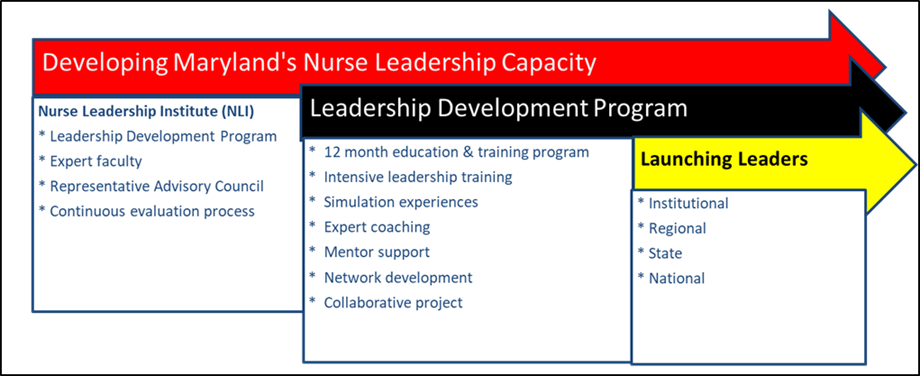 Developing Maryland's Nurse Leadership Capacity
Nurse Leadership Institute (NLI)
* Leadership Development Program
* Expert faculty
* Representative Advisory Council
* Continuous evaluation process
Leadership Development Program
* 12 month education & training program
* Intensive leadership training
* Simulation experiences
* Expert coaching
* Mentor support
* Network development
* Collaborative project
Launching Leaders
* Institutional
* Regional
* State
* National